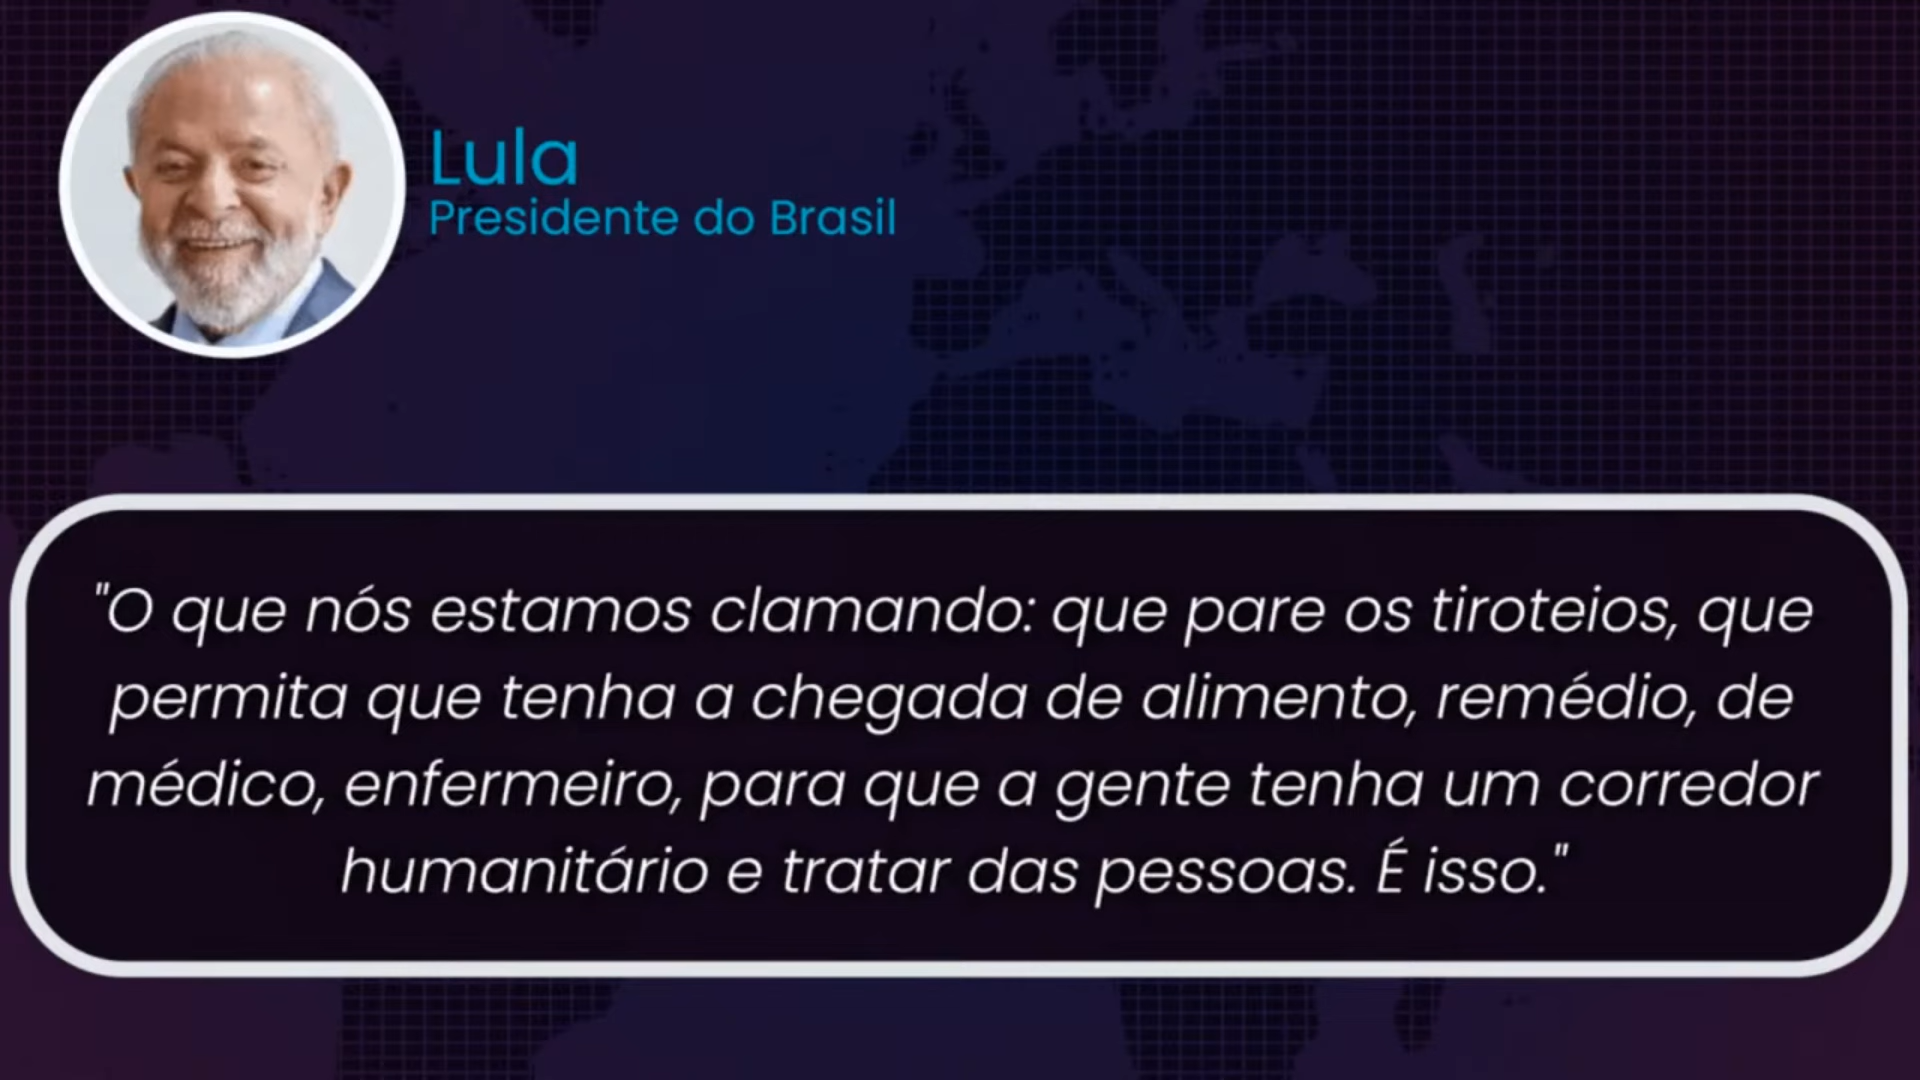 Lula
Presidente do Brasil
"O que nós estamos clamando: que pare os tiroteios, que
permita que tenha a chegada de alimento, remédio, de
médico, enfermeiro, para que a gente tenha um corredor
humanitário e tratar das pessoas. É isso."